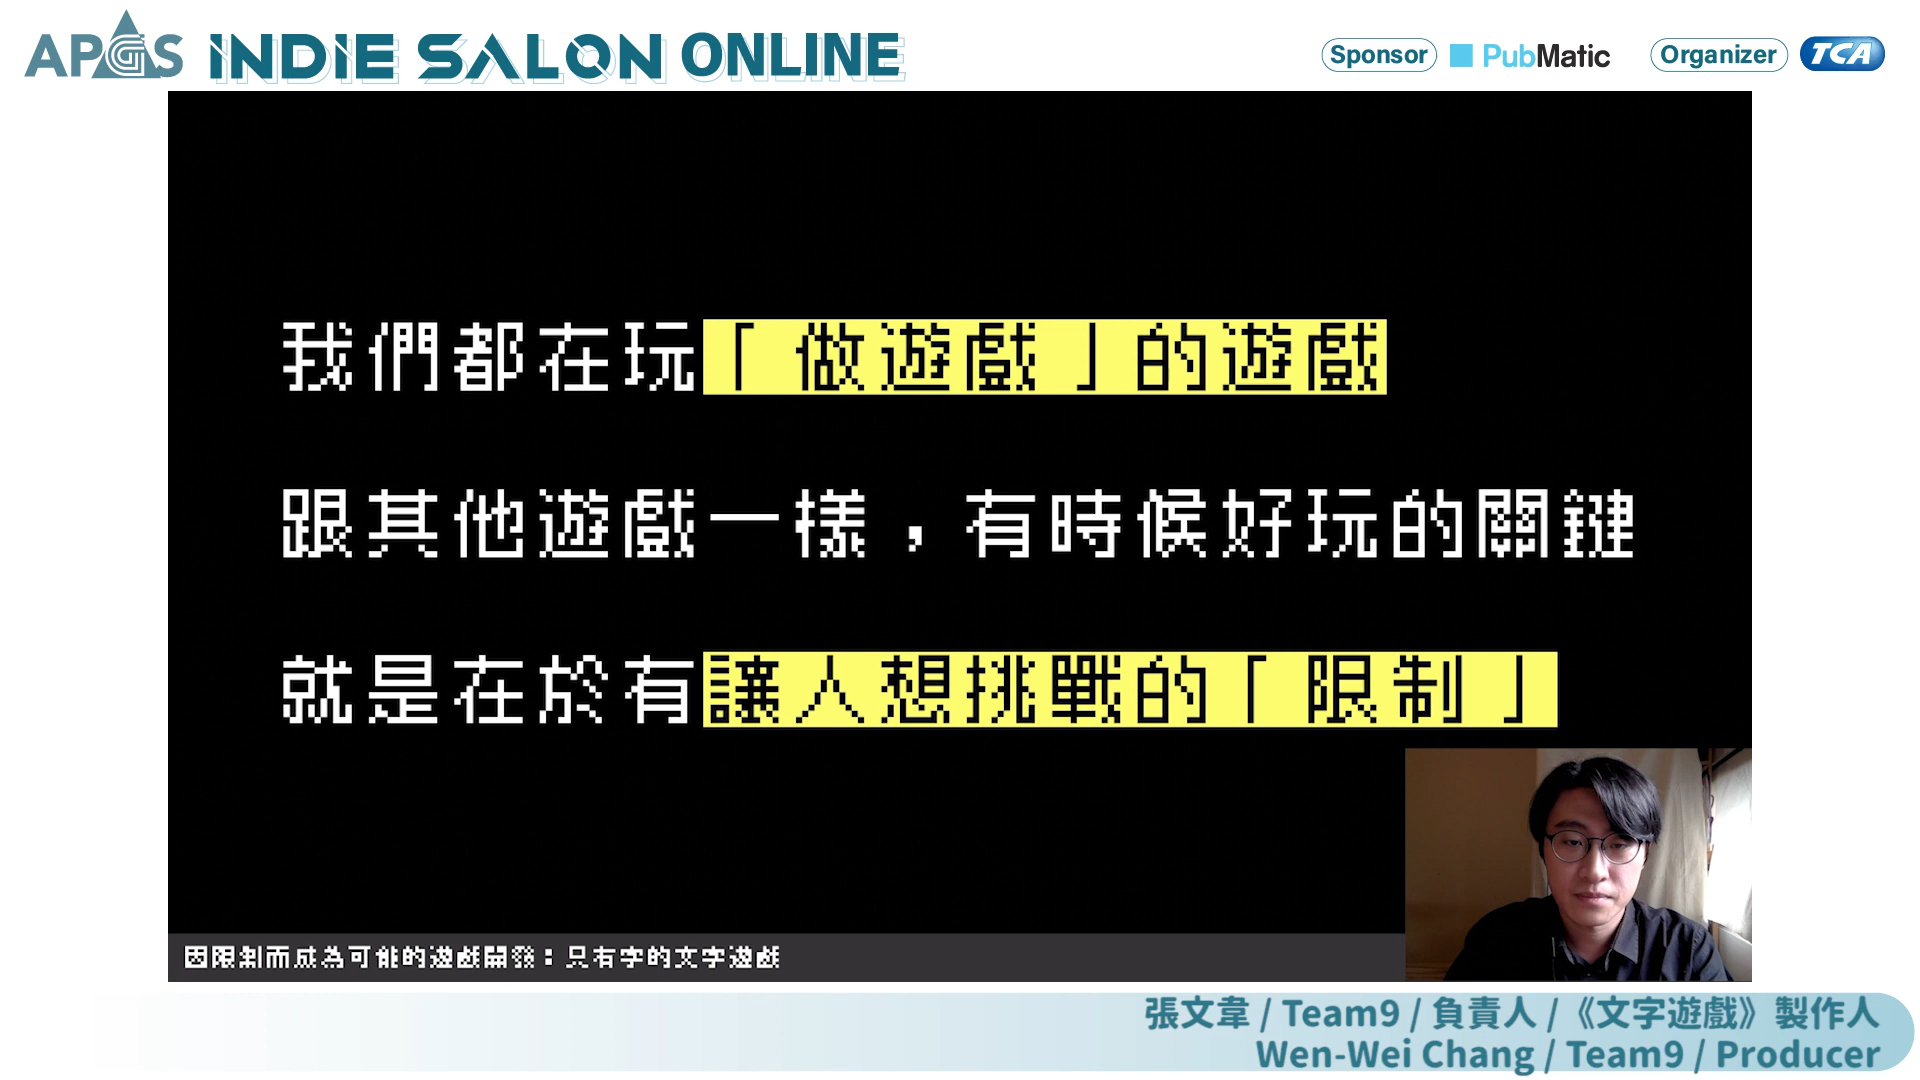 APGS INDIE SALON ONLINE
Sponsor PubMatic Organizer TCA
我們都在玩「做遊戲」的遊戲
跟其他遊戲一樣，有時候好玩的關鍵
就是在於有讓人想挑戰的「限制」
因限制而成為可能的遊戲開發：只有字的文字遊戲
張文韋 / Team9 / 負責人 /《文字遊戲》製作人
Wen-Wei Chang / Team9 / Producer